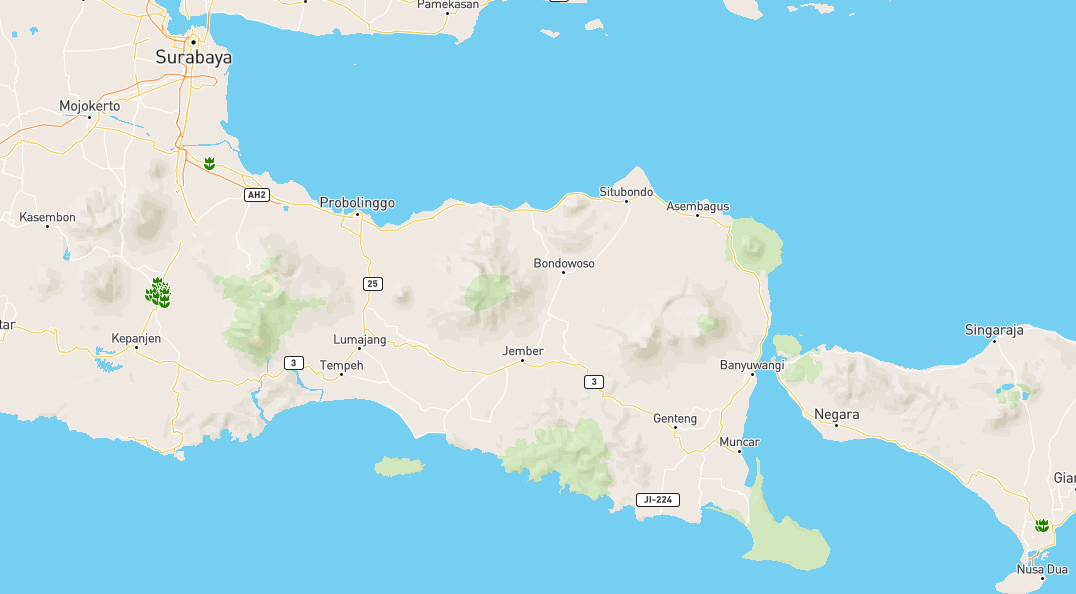 Pamekasan
Surabaya
Mojokerto
AH2
Probolinggo
Situbondo
Asembagus
Kasembon
Bondowoso
25
tar
Kepanjen
Lumajang
3
Tempeh
Jember
3
Banyuwangi
Singaraja
Genteng
Negara
Muncar
Gian
JI-224
Nusa Dua